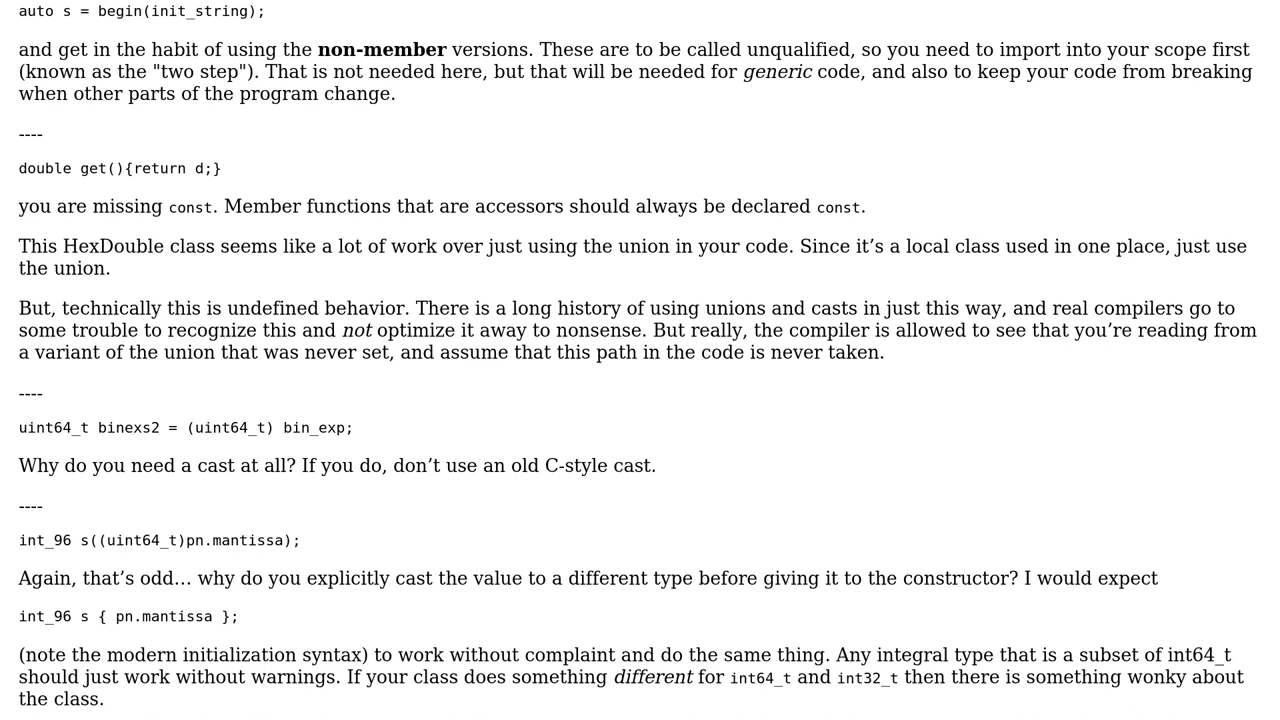 auto s = begin(init_string);
and get in the habit of using the non-member versions. These are to be called unqualified, so you need to import into your scope first
(known as the "two step"). That is not needed here, but that will be needed for generic code, and also to keep your code from breaking
when other parts of the program change.
----
double get(){return d;}
you are missing const. Member functions that are accessors should always be declared const.
This HexDouble class seems like a lot of work over just using the union in your code. Since it’s a local class used in one place, just use
the union.
But, technically this is undefined behavior. There is a long history of using unions and casts in just this way, and real compilers go to
some trouble to recognize this and not optimize it away to nonsense. But really, the compiler is allowed to see that you’re reading from
a variant of the union that was never set, and assume that this path in the code is never taken.
----
uint64_t binexs2 = (uint64_t) bin_exp;
Why do you need a cast at all? If you do, don’t use an old C-style cast.
----
int_96 s((uint64_t)pn.mantissa);
Again, that’s odd… why do you explicitly cast the value to a different type before giving it to the constructor? I would expect
int_96 s { pn.mantissa };
(note the modern initialization syntax) to work without complaint and do the same thing. Any integral type that is a subset of int64_t
should just work without warnings. If your class does something different for int64_t and int32_t then there is something wonky about
the class.